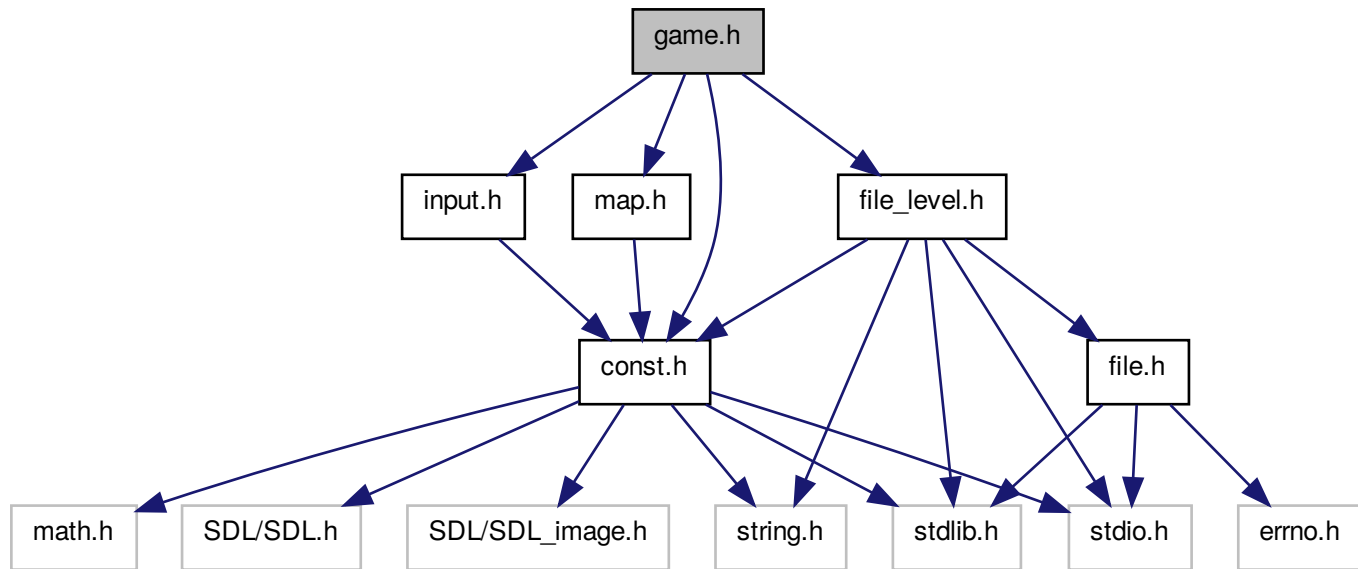 game.h
input.h
map.h
file_level.h
const.h
file.h
math.h
SDL/SDL.h
SDL/SDL_image.h
string.h
stdlib.h
stdio.h
errno.h